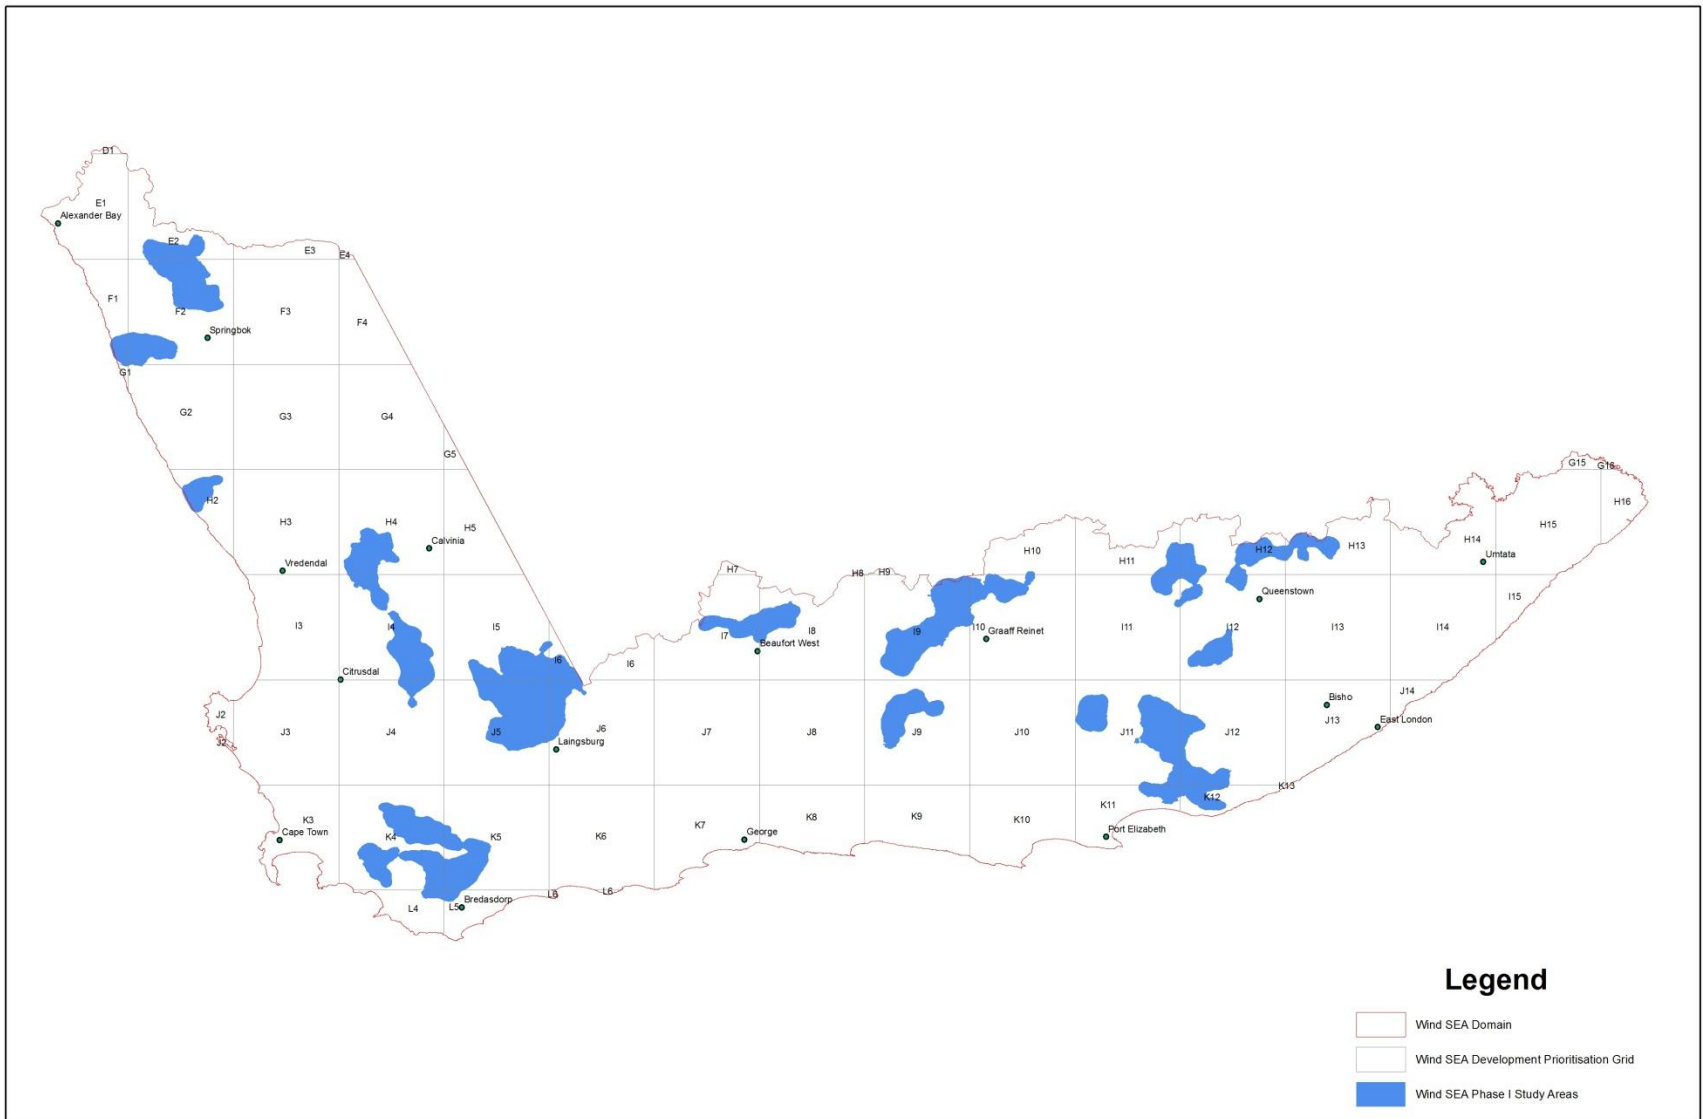 D1
E1
Alexander Bay
E2
E3
E4
F1
F2
F3
F4
Springbok
G1
G2
G3
G4
G5
G15
G16
H2
H3
H4
H5
Calvinia
Vredendal
H7
H8
H9
H10
H11
H12
H13
H14
H15
H16
Umtata
Queenstown
I3
I4
I5
I6
I6
I7
I8
Beaufort West
I9
I10
Graaff Reinet
I11
I12
I13
I14
I15
Citrusdal
J2
J2
J3
J4
J5
J6
Laingsburg
J7
J8
J9
J10
J11
J12
Bisho
J13
J14
East London
K3
Cape Town
K4
K5
K6
K7
George
K8
K9
K10
K11
Port Elizabeth
K12
K13
L4
L5
Bredasdorp
L6
L6
Legend
Wind SEA Domain
Wind SEA Development Prioritisation Grid
Wind SEA Phase I Study Areas